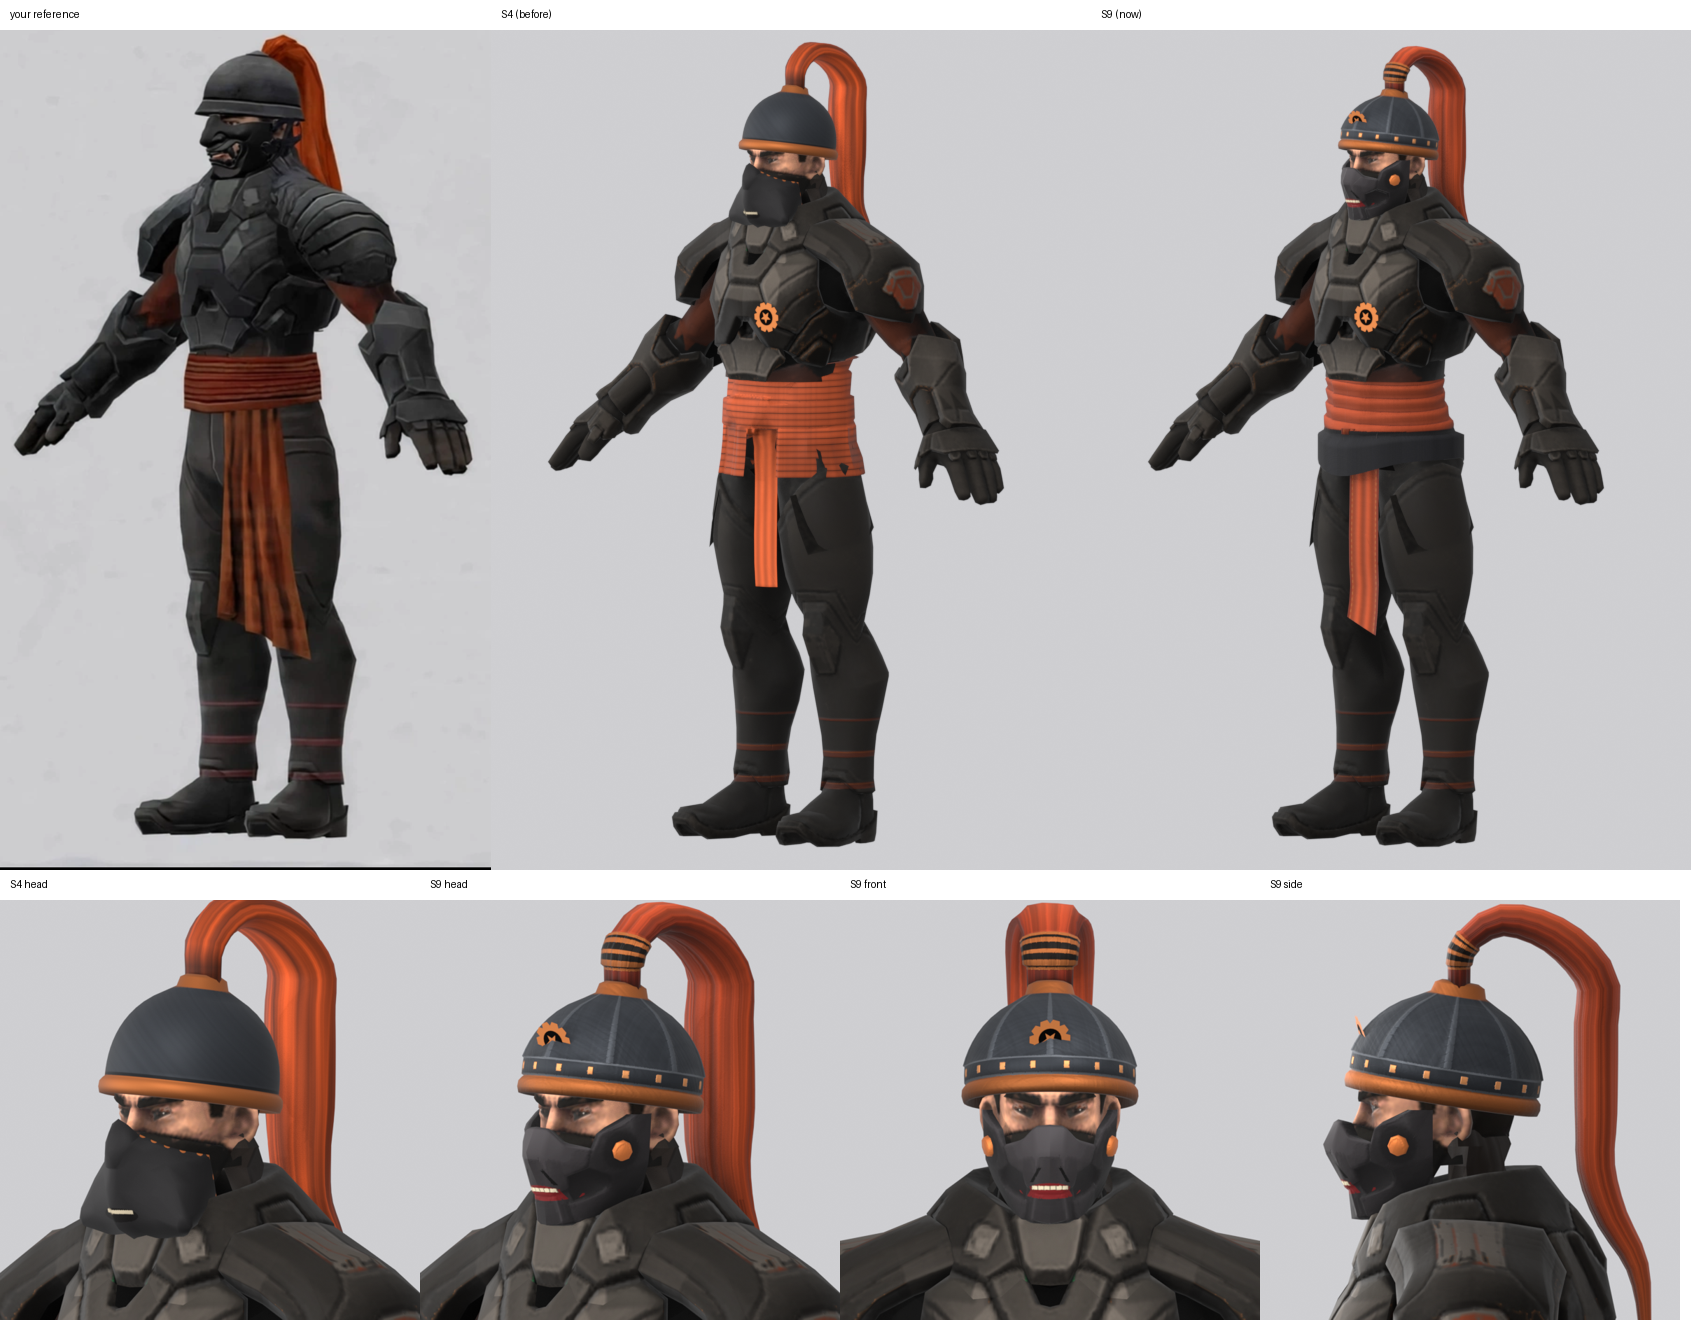 your reference
S4 (before)
S9 (now)
S4 head
S9 head
S9 front
S9 side